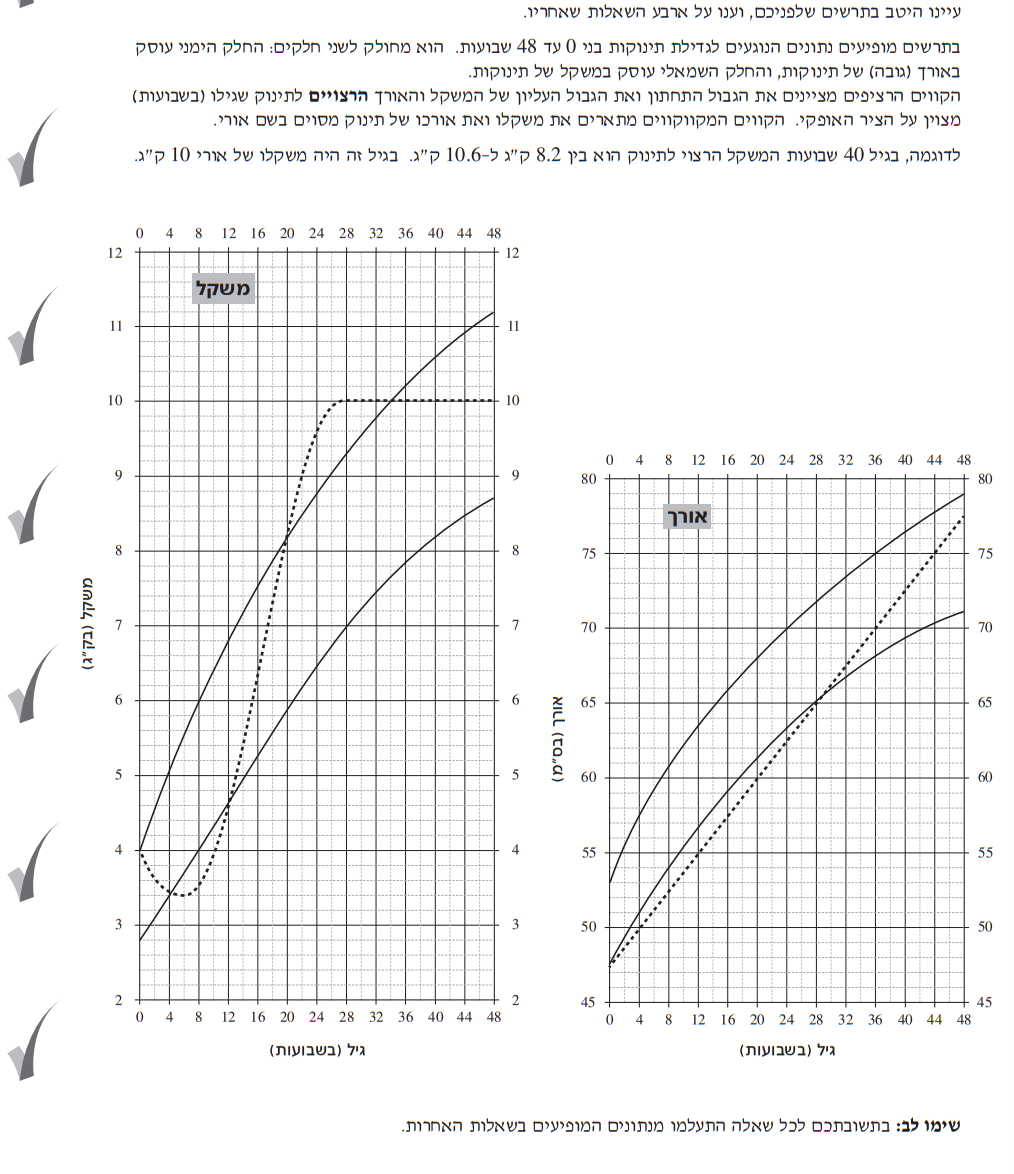 עיינו היטב בתרשים שלפניכם, וענו על ארבע השאלות שאחריו.
בתרשים מופיעים נתונים הנוגעים לגדילת תינוקות בני 0 עד 48 שבועות. הוא מחולק לשני חלקים: החלק הימני עוסק
באורך (גובה) של תינוקות, והחלק השמאלי עוסק במשקל של תינוקות.
הקווים הרציפים מציינים את הגבול התחתון ואת הגבול העליון של המשקל והאורך הרצויים לתינוק שגילו (בשבועות)
מצוין על הציר האופקי. הקווים המקווקווים מתארים את משקלו ואת אורכו של תינוק מסוים בשם אורי.
לדוגמה, בגיל 40 שבועות המשקל הרצוי לתינוק הוא בין 8.2 ק״ג ל-10.6 ק״ג. בגיל זה היה משקלו של אורי 10 ק״ג.
0 4 8 12 16 20 24 28 32 36 40 44 48
12 12
משקל
11 11
10 10
9 9
8 8
7 7
6 6
5 5
4 4
3 3
2 2
משקל (בק״ג)
0 4 8 12 16 20 24 28 32 36 40 44 48
גיל (בשבועות)
0 4 8 12 16 20 24 28 32 36 40 44 48
80 80
אורך
75 75
70 70
65 65
60 60
55 55
50 50
45 45
אורך (בס״מ)
0 4 8 12 16 20 24 28 32 36 40 44 48
גיל (בשבועות)
שימו לב: בתשובתכם לכל שאלה התעלמו מנתונים המופיעים בשאלות האחרות.